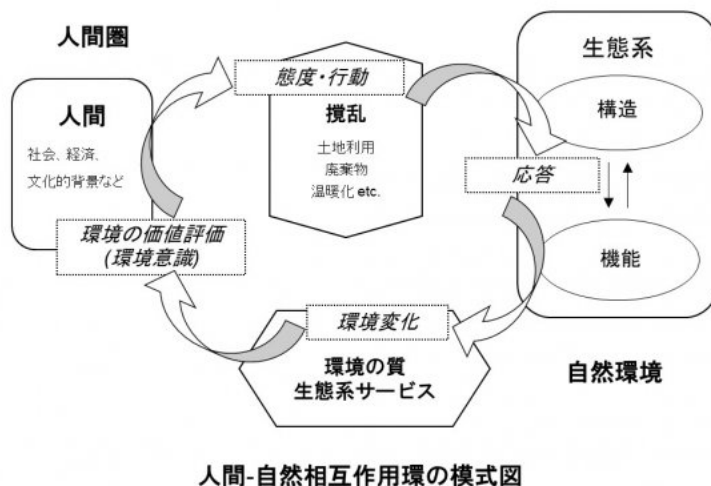 人間圏
態度・行動
撹乱
土地利用
廃棄物
温暖化 etc.
生態系
構造
応答
機能
自然環境
人間
社会、経済、
文化的背景など
環境の価値評価
(環境意識)
環境変化
環境の質
生態系サービス
人間-自然相互作用環の模式図